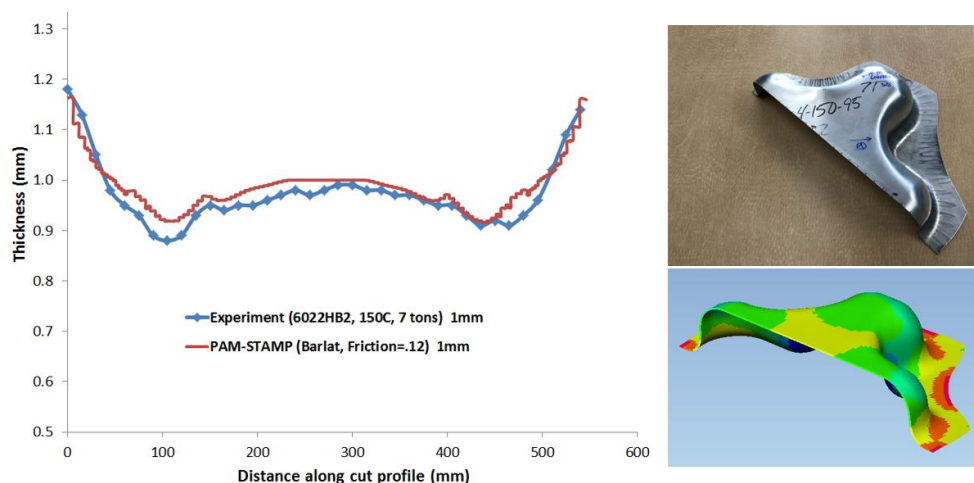 1.3
1.2
1.1
1.0
0.9
0.8
0.7
0.6
0.5
Thickness (mm)
Experiment (6022HB2, 150C, 7 tons) 1mm
PAM-STAMP (Barlat, Friction=.12) 1mm
0 100 200 300 400 500 600
Distance along cut profile (mm)
71
4-150-95